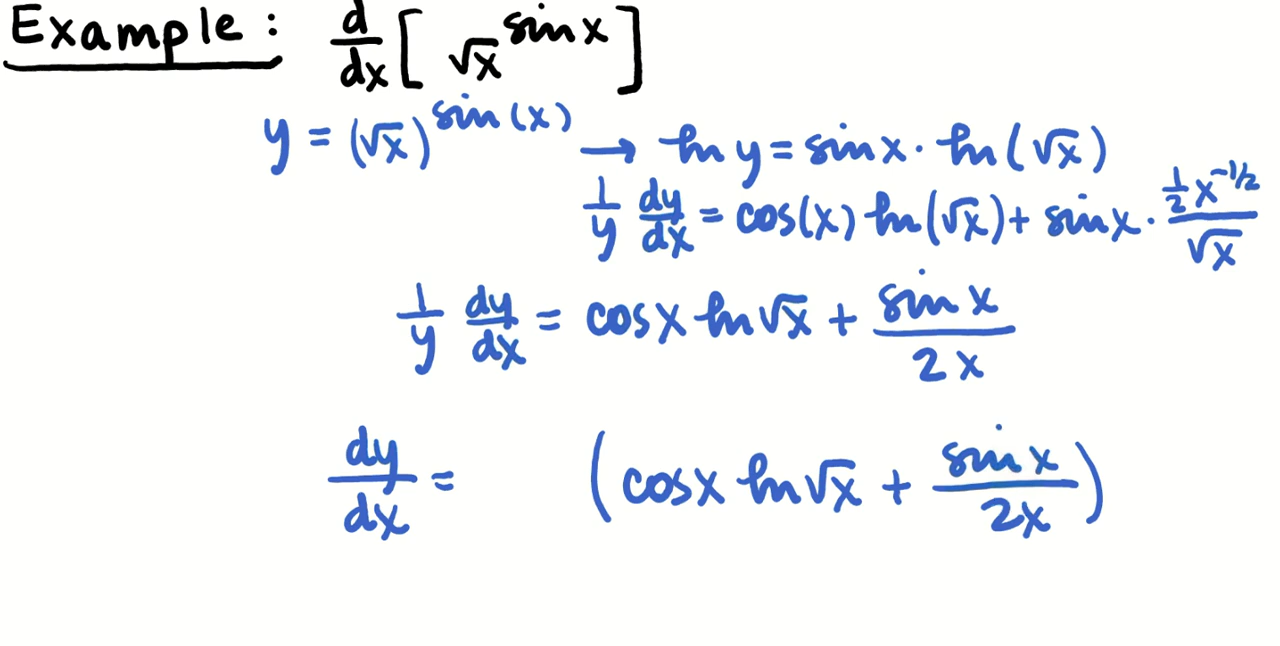 Example: d/dx [ √x^(sin x) ]
y = (√x)^(sin(x)) → ln y = sin x · ln(√x)
1/y dy/dx = cos(x) ln(√x) + sin x · (1/2 x^(-1/2))/√x
1/y dy/dx = cos x ln √x + sin x/2x
dy/dx = (cos x ln √x + sin x/2x)